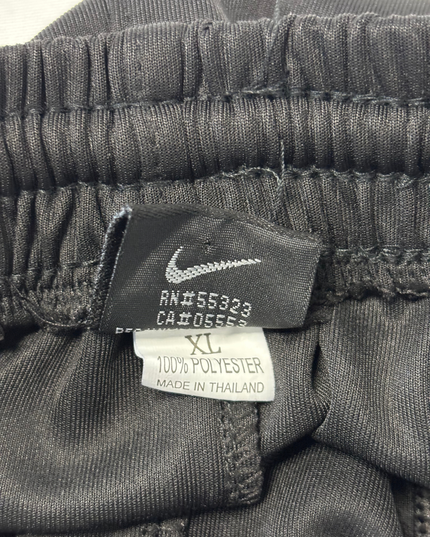 RN#55323
CA#05553
XL
100% POLYESTER
MADE IN THAILAND